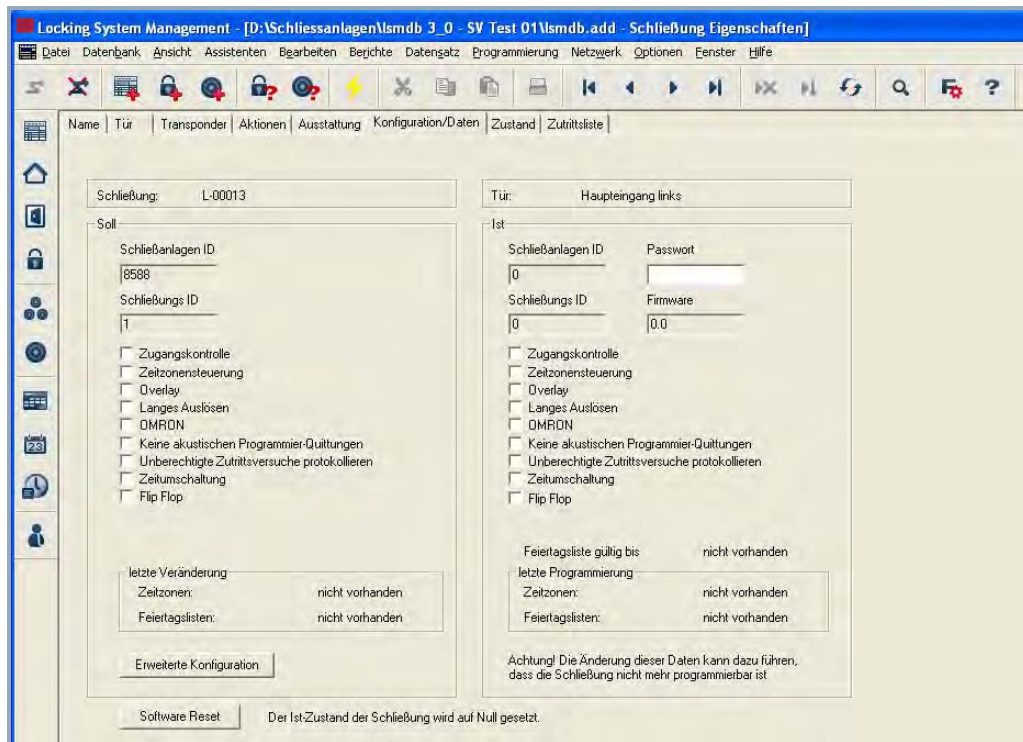 Locking System Management - [D:\Schliessanlagen\lsmdb 3_0 - SV Test 01\lsmdb.add - Schließung Eigenschaften]
Datei Datenbank Ansicht Assistenten Bearbeiten Berichte Datensatz Programmierung Netzwerk Optionen Fenster Hilfe
Name Tür Transponder Aktionen Ausstattung Konfiguration/Daten Zustand Zutrittsliste
Schließung: L-00013
Tür: Haupteingang links
Soll
Schließanlagen ID
8588
Schließungs ID
1
Zugangskontrolle
Zeitzonensteuerung
Overlay
Langes Auslösen
OMRON
Keine akustischen Programmier-Quittungen
Unberechtigte Zutrittsversuche protokollieren
Zeitumschaltung
Flip Flop
letzte Veränderung
Zeitzonen: nicht vorhanden
Feiertagslisten: nicht vorhanden
Erweiterte Konfiguration
Ist
Schließanlagen ID Passwort
0
Schließungs ID Firmware
0 0.0
Zugangskontrolle
Zeitzonensteuerung
Overlay
Langes Auslösen
OMRON
Keine akustischen Programmier-Quittungen
Unberechtigte Zutrittsversuche protokollieren
Zeitumschaltung
Flip Flop
Feiertagsliste gültig bis nicht vorhanden
letzte Programmierung
Zeitzonen: nicht vorhanden
Feiertagslisten: nicht vorhanden
Achtung! Die Änderung dieser Daten kann dazu führen,
dass die Schließung nicht mehr programmierbar ist
Software Reset Der Ist-Zustand der Schließung wird auf Null gesetzt.
23